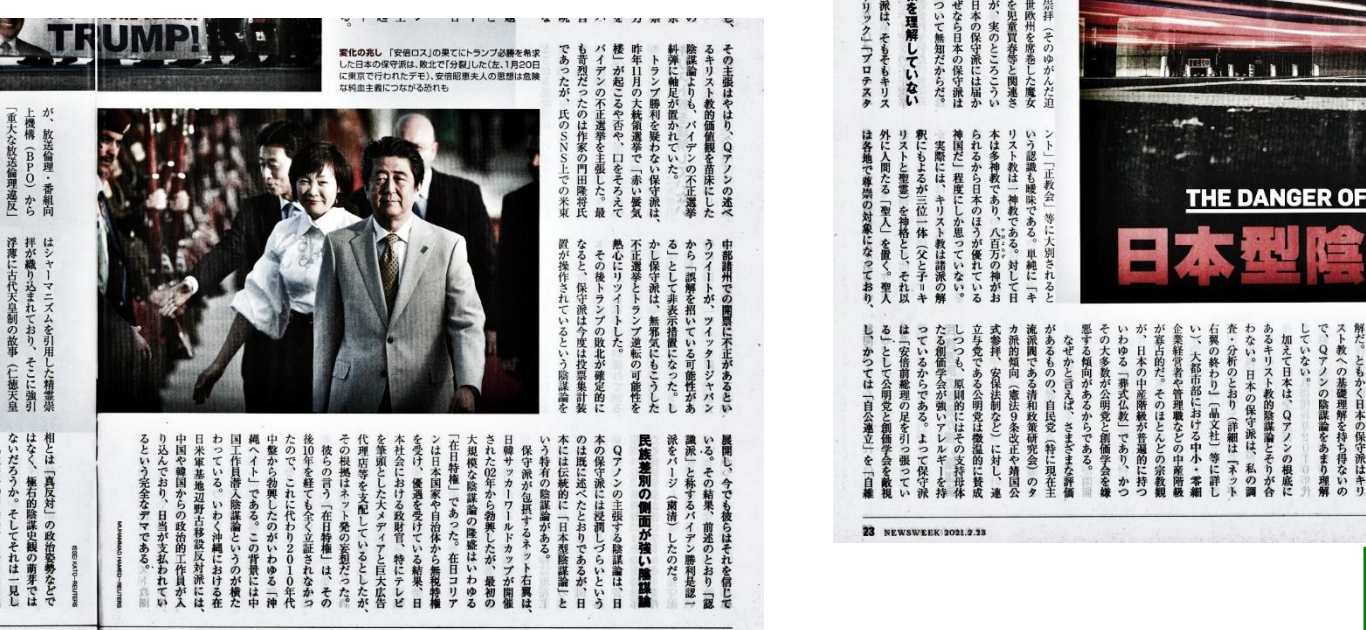 TRUMP!
変化の兆し 「安倍ロス」の果てにトランプ必勝を希求
した日本の保守派は、敗北で「分裂」した(左、1月20日
に東京で行われたデモ)、安倍昭恵夫人の思想は危険
な純血主義につながる恐れも
その主張はやはり、Qアノンの述べ
るキリスト教的価値観を苗床にした
陰謀論よりも、バイデンの不正選挙
糾弾に軸足が置かれていた。
トランプ勝利を疑わない保守派は、
昨年11月の大統領選挙で「赤い蜃気
楼」が起こるや否や、口をそろえて
バイデンの不正選挙を主張した。最
も苛烈だったのは作家の門田隆将氏
であったが、氏のSNS上での米東
中部諸州での開票に不正があるとい
うツイートが、ツイッタージャパン
から「誤解を招いている可能性があ
る」として非表示措置になった。し
かし保守派は、無邪気にもこうした
不正選挙とトランプ逆転の可能性を
熱心にリツイートした。
その後トランプの敗北が確定的に
なると、保守派は今度は投票集計装
置が操作されているという陰謀論を
展開し、今でも彼らはそれを信じて
いる。その結果、前述のとおり「認
識派」と称するバイデン勝利是認一
派をパージ(粛清)したのだ。
民族差別の側面が強い陰謀論
Qアノンの主張する陰謀論は、日
本の保守派には浸潤しづらいという
のは既に述べたとおりであるが、日
本には伝統的に「日本型陰謀論」と
いう特有の陰謀論がある。
保守派が包摂するネット右翼は、
日韓サッカーワールドカップが開催
された02年から勃興したが、最初の
大規模な陰謀論の隆盛はいわゆる
「在日特権」であった。在日コリア
ンは日本国家や自治体から無税特権
を受け、優遇を受けている結果、日
本社会における政財官、特にテレビ
を筆頭とした大メディアと巨大広告
代理店等を支配しているとしたが、
その根拠はネット発の妄想だった。
彼らの言う「在日特権」は、その
後10年を経ても全く立証されなかっ
たので、これに代わり2010年代
中盤から勃興したのがいわゆる「沖
縄ヘイト」である。この背景には中
国工作員潜入陰謀論というのが横た
わっている。いわく沖縄における在
日米軍基地辺野古移設反対派には、
中国や韓国からの政治的工作員が入
り込んでおり、日当が支払われてい
るという完全なデマである。
MUHAMMAD HAMED–REUTERS
が、放送倫理・番組向
上機構(BPO)から
「重大な放送倫理違反」
はシャーマニズムを引用した精霊崇
拝が織り込まれており、そこに強引
浮薄に古代天皇制の故事(仁徳天皇
相とは「真反対」の政治姿勢などで
はなく、極右的陰謀史観の萌芽では
ないだろうか。そしてそれは一見し
ISSEI KATO–REUTERS
THE DANGER OF
日本型陰
崇拝(そのゆがんだ迫
世欧州を席巻した魔女
を児童買春等と関連さ
が、実のところこうい
日本の保守派には届か
ぜなら日本の保守派は
ついて無知だからだ。
を理解していない
派は、そもそもキリス
リック」「プロテスタ
ント」「正教会」等に大別されると
いう認識も曖昧である。単純に「キ
リスト教は一神教である。対して日
本は多神教であり、八百万の神がお
られるから日本のほうが優れている
神国だ」程度にしか思っていない。
実際には、キリスト教は諸派の解
釈にもよるが三位一体(父と子=キ
リストと聖霊)を神格とし、それ以
外に人間たる「聖人」を置く。聖人
は各地で尊崇の対象になっており、
解だ。ともかく日本の保守派はキリ
スト教への基礎理解を持ち得ないの
で、Qアノンの陰謀論をあまり理解
していない。
加えて日本は、Qアノンの根底に
あるキリスト教的陰謀論とそりが合
わない。日本の保守派は、私の調
査・分析のとおり(詳細は『ネット
右翼の終わり』〔晶文社〕等に詳し
い)、大都市部における中小・零細
企業経営者や管理職などの中産階級
が寡占的だ。そのほとんどの宗教観
が、日本の中産階級が普遍的に持つ
いわゆる「葬式仏教」であり、かつ
その大多数が公明党と創価学会を嫌
悪する傾向があるからである。
なぜかと言えば、さまざまな評価
があるものの、自民党(特に現在主
流派閥である清和政策研究会)のタ
カ派的傾向(憲法9条改正や靖国公
式参拝、安保法制など)に対し、連
立与党である公明党は微温的に賛成
しつつも、原則的にはその支持母体
たる創価学会が強いアレルギーを持
っているからである。よって保守派
は「安倍前総理の足を引っ張ってい
る」として公明党と創価学会を敵視
し、かつては「自公連立」を「自維
23 NEWSWEEK 2021.2.23